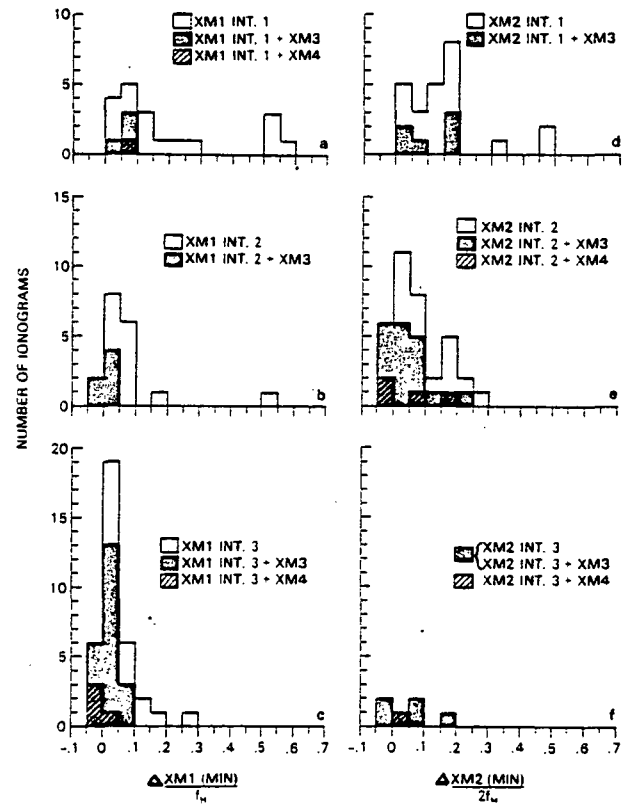 10
5
0
XM1 INT. 1
XM1 INT. 1 + XM3
XM1 INT. 1 + XM4
a
XM2 INT. 1
XM2 INT. 1 + XM3
d
15
10
5
0
XM1 INT. 2
XM1 INT. 2 + XM3
b
XM2 INT. 2
XM2 INT. 2 + XM3
XM2 INT. 2 + XM4
e
NUMBER OF IONOGRAMS
20
15
10
5
0
XM1 INT. 3
XM1 INT. 3 + XM3
XM1 INT. 3 + XM4
c
XM2 INT. 3
XM2 INT. 3 + XM3
XM2 INT. 3 + XM4
f
-.1 0 .1 .2 .3 .4 .5 .6 .7
-.1 0 .1 .2 .3 .4 .5 .6 .7
Δ XM1 (MIN)
fH
Δ XM2 (MIN)
2fH